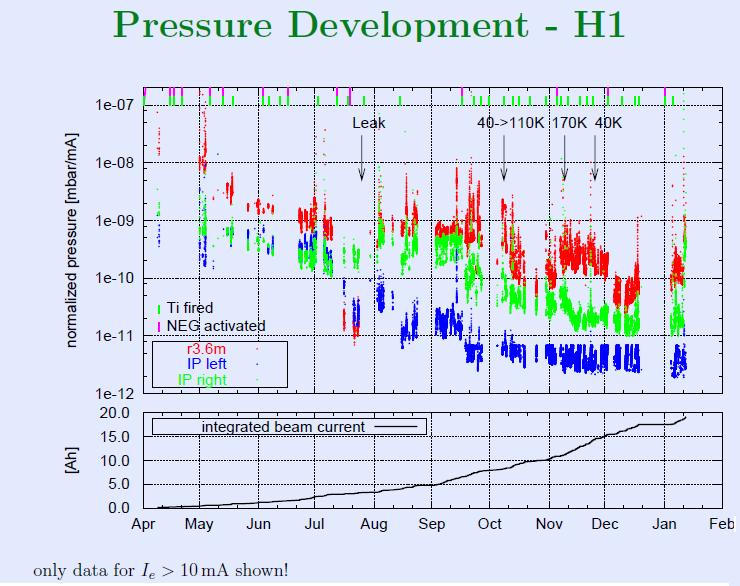 Pressure Development - H1
normalized pressure [mbar/mA]
1e-07
1e-08
1e-09
1e-10
1e-11
1e-12
Leak
40->110K 170K 40K
Ti fired
NEG activated
r3.6m
IP left
IP right
[Ah]
20.0
15.0
10.0
5.0
0.0
integrated beam current
Apr May Jun Jul Aug Sep Oct Nov Dec Jan Feb
only data for Iₑ > 10 mA shown!